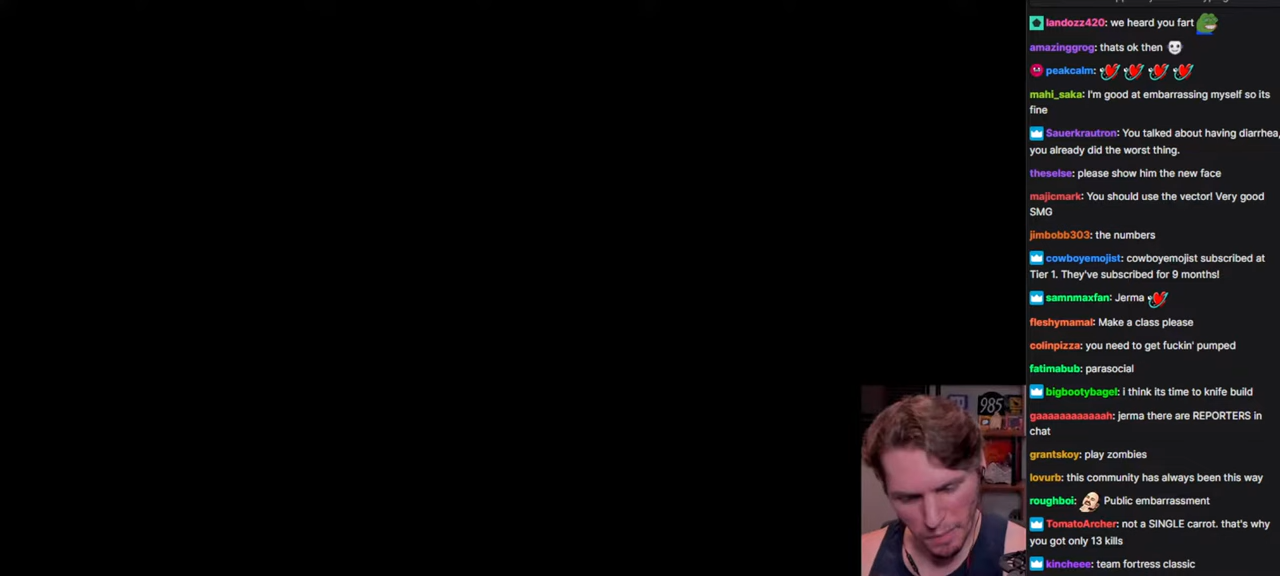 landozz420: we heard you fart
amazinggrog: thats ok then
peakcalm:
mahi_saka: I'm good at embarrassing myself so its
fine
Sauerkrautron: You talked about having diarrhea,
you already did the worst thing.
theseise: please show him the new face
majicmark: You should use the vector! Very good
SMG
jimbobb303: the numbers
cowboyemojist: cowboyemojist subscribed at
Tier 1. They've subscribed for 9 months!
samnmaxfan: Jerma
fleshymamal: Make a class please
colinpizza: you need to get fuckin' pumped
fatimabub: parasocial
bigbootybagel: i think its time to knife build
gaaaaaaaaaaah: jerma there are REPORTERS in
chat
grantskoy: play zombies
lovurb: this community has always been this way
roughboi: Public embarrassment
TomatoArcher: not a SINGLE carrot. that's why
you got only 13 kills
kincheee: team fortress classic
985